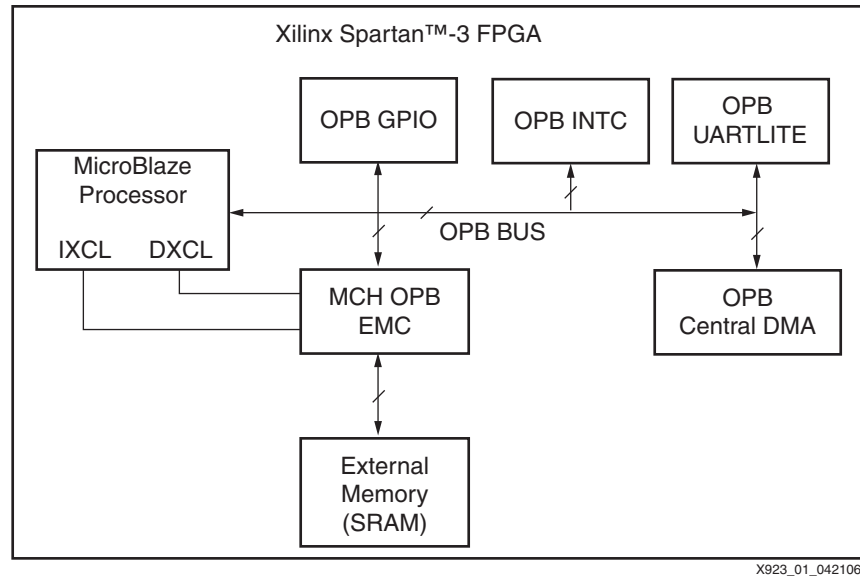 Xilinx Spartan™-3 FPGA
OPB GPIO
OPB INTC
OPB
UARTLITE
MicroBlaze
Processor
IXCL DXCL
OPB BUS
MCH OPB
EMC
OPB
Central DMA
External
Memory
(SRAM)
X923_01_042106